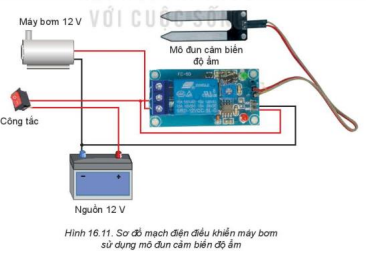 VỚI CUỘC SỐNG
Máy bơm 12 V
Mô đun cảm biến
độ ẩm
Công tắc
Nguồn 12 V
Hình 16.11. Sơ đồ mạch điện điều khiển máy bơm
sử dụng mô đun cảm biến độ ẩm